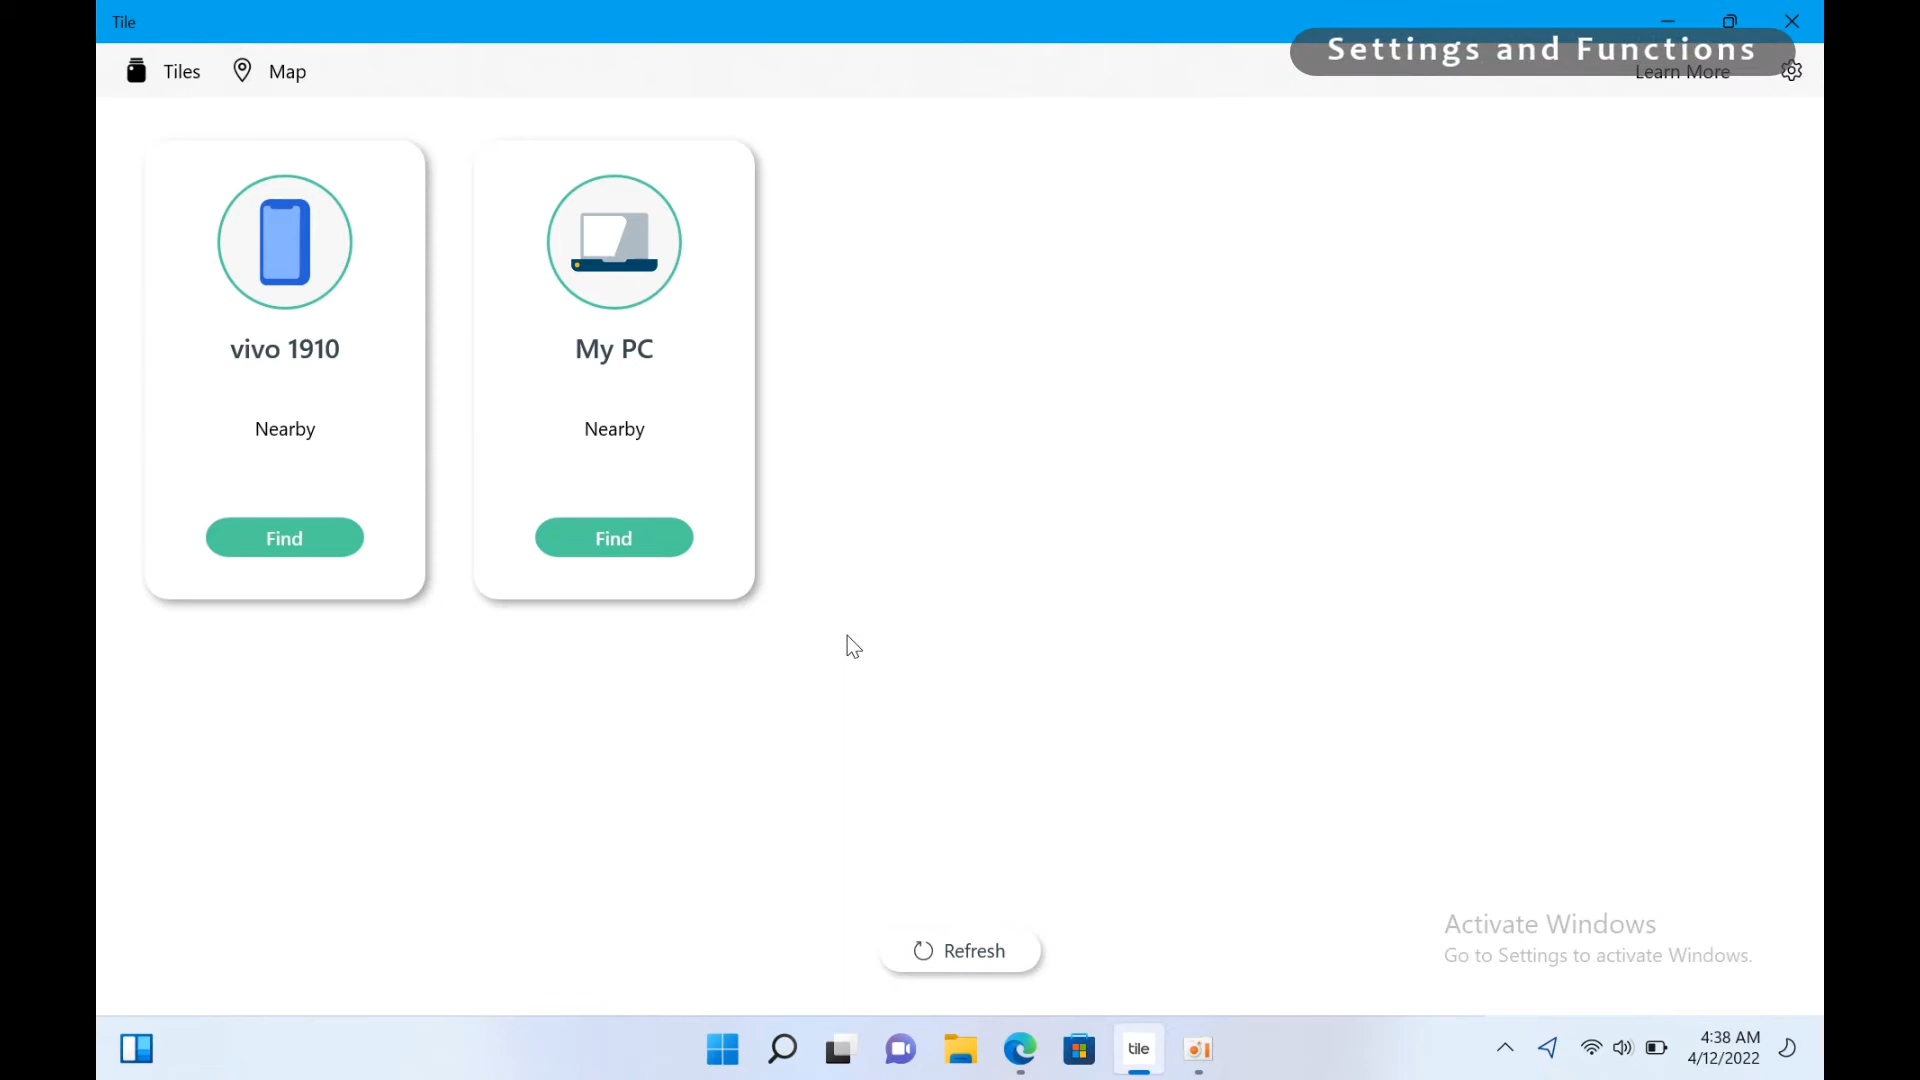 Tile
Settings and Functions
Tiles
Map
Learn More
vivo 1910
My PC
Nearby
Nearby
Find
Find
Refresh
Activate Windows
Go to Settings to activate Windows.
tile
4:38 AM
4/12/2022